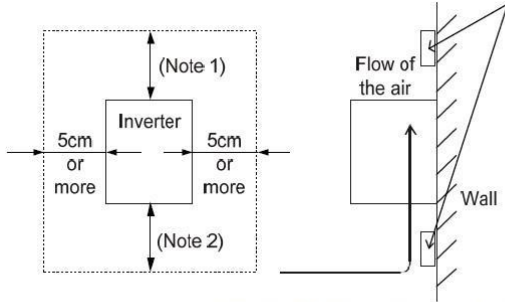 (Note 1)
Inverter
5cm
or
more
5cm
or
more
(Note 2)
Flow of
the air
Wall